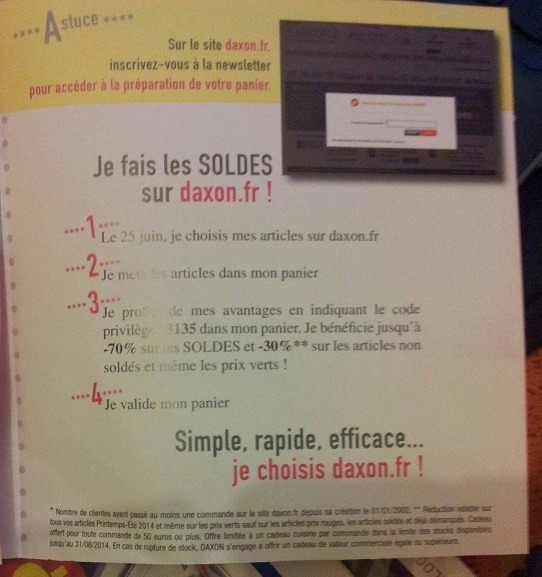 **** Astuce ****
Sur le site daxon.fr,
inscrivez-vous à la newsletter
pour accéder à la préparation de votre panier.
Je fais les SOLDES
sur daxon.fr !
····1····
Le 25 juin, je choisis mes articles sur daxon.fr
····2····
Je mets les articles dans mon panier
····3····
Je profite de mes avantages en indiquant le code
privilège 3135 dans mon panier. Je bénéficie jusqu'à
-70% sur les SOLDES et -30%** sur les articles non
soldés et même les prix verts !
····4····
Je valide mon panier
Simple, rapide, efficace...
je choisis daxon.fr !
* Nombre de clientes ayant passé au moins une commande sur le site daxon.fr depuis sa création le 01/01/2002. ** Réduction valable sur
tous vos articles Printemps-Été 2014 et même sur les prix verts sauf sur les articles prix rouges, les articles soldés et déjà démarqués. Cadeau
offert pour toute commande de 50 euros ou plus. Offre limitée à un cadeau cuisine par commande dans la limite des stocks disponibles
jusqu'au 31/08/2014. En cas de rupture de stock, DAXON s'engage à offrir un cadeau de valeur commerciale égale ou supérieure.